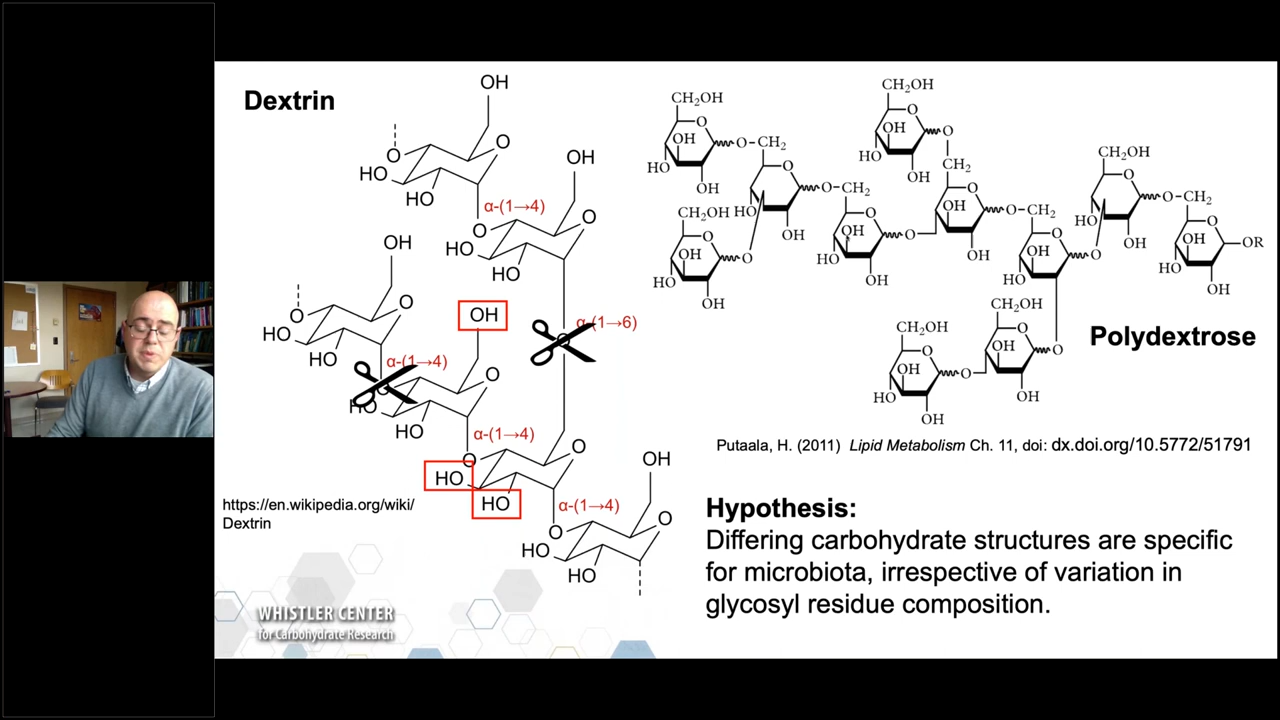 Dextrin
OH
O
O
HO
HO
α-(1→4)
OH
O
O
HO
HO
OH
O
O
HO
HO
α-(1→4)
OH
α-(1→6)
O
O
HO
HO
α-(1→4)
O
O
HO
HO
α-(1→4)
OH
O
O
HO
HO
https://en.wikipedia.org/wiki/
Dextrin
WHISTLER CENTER
for Carbohydrate Research
CH₂OH
O
OH
HO
OH
O–CH₂
O
HO
OH
CH₂OH
O
OH
HO
OH
O
O–CH₂
O
OH
HO
OH
O
CH₂OH
O
OH
HO
OH
O
CH₂
O
OH
OH
O–CH₂
O
OH
HO
O
CH₂OH
O
HO
OH
O–CH₂
O
OH
HO
OH
OR
CH₂OH
O
OH
OH
O
CH₂OH
O
OH
HO
OH
O
Polydextrose
Putaala, H. (2011) Lipid Metabolism Ch. 11, doi: dx.doi.org/10.5772/51791
Hypothesis:
Differing carbohydrate structures are specific
for microbiota, irrespective of variation in
glycosyl residue composition.